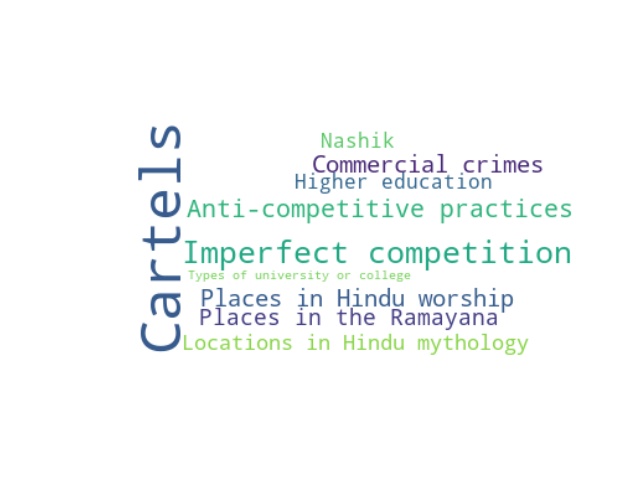 Cartels
Nashik
Commercial crimes
Higher education
Anti-competitive practices
Imperfect competition
Types of university or college
Places in Hindu worship
Places in the Ramayana
Locations in Hindu mythology